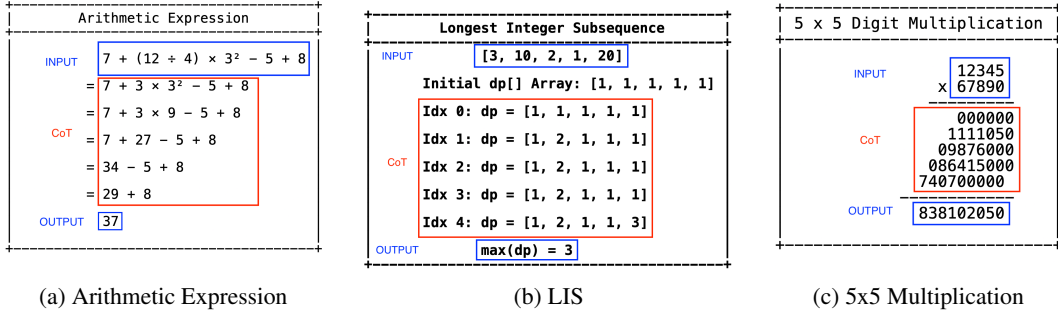 Arithmetic Expression
INPUT 7 + (12 ÷ 4) × 3² − 5 + 8
= 7 + 3 × 3² − 5 + 8
= 7 + 3 × 9 − 5 + 8
CoT = 7 + 27 − 5 + 8
= 34 − 5 + 8
= 29 + 8
OUTPUT 37
(a) Arithmetic Expression
Longest Integer Subsequence
INPUT [3, 10, 2, 1, 20]
Initial dp[] Array: [1, 1, 1, 1, 1]
Idx 0: dp = [1, 1, 1, 1, 1]
Idx 1: dp = [1, 2, 1, 1, 1]
CoT Idx 2: dp = [1, 2, 1, 1, 1]
Idx 3: dp = [1, 2, 1, 1, 1]
Idx 4: dp = [1, 2, 1, 1, 3]
OUTPUT max(dp) = 3
(b) LIS
5 x 5 Digit Multiplication
INPUT 12345
x 67890
000000
CoT 1111050
09876000
086415000
740700000
OUTPUT 838102050
(c) 5x5 Multiplication